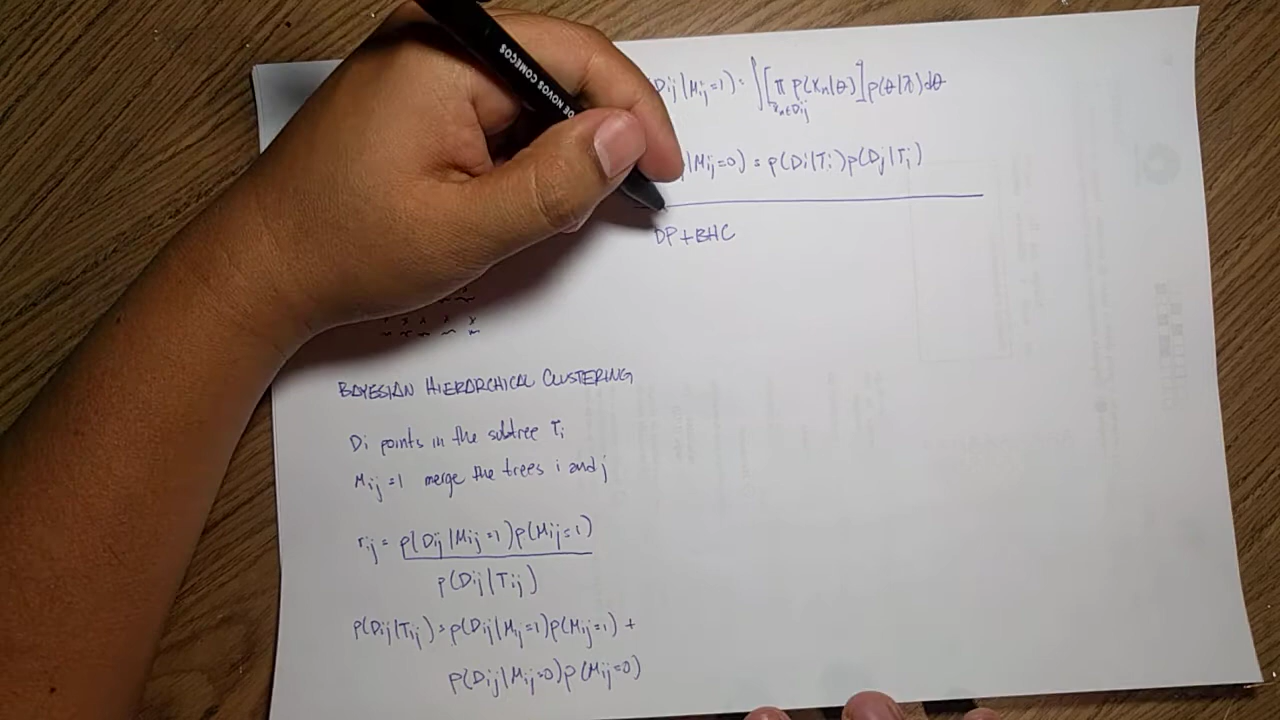 BAYESIAN HIERARCHICAL CLUSTERING
Di points in the subtree Ti
Mij=1 merge the trees i and j
rij = p(Dij|Mij=1)p(Mij=1)
p(Dij|Tij)
p(Dij|Tij) = p(Dij|Mij=1)p(Mij=1) +
p(Dij|Mij=0)p(Mij=0)
Dij|Mij=1) = ∫[π p(xn|θ)]p(θ|λ)dθ
xn∈Dij
|Mij=0) = p(Di|Ti)p(Dj|Tj)
DP+BHC
DE NOVOS COMEÇOS